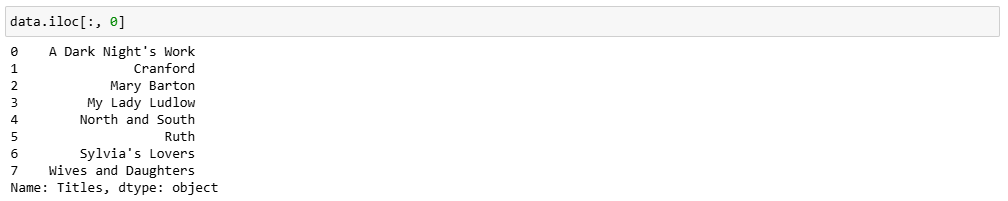 data.iloc[:, 0]
0    A Dark Night's Work
1               Cranford
2            Mary Barton
3         My Lady Ludlow
4        North and South
5                   Ruth
6        Sylvia's Lovers
7    Wives and Daughters
Name: Titles, dtype: object